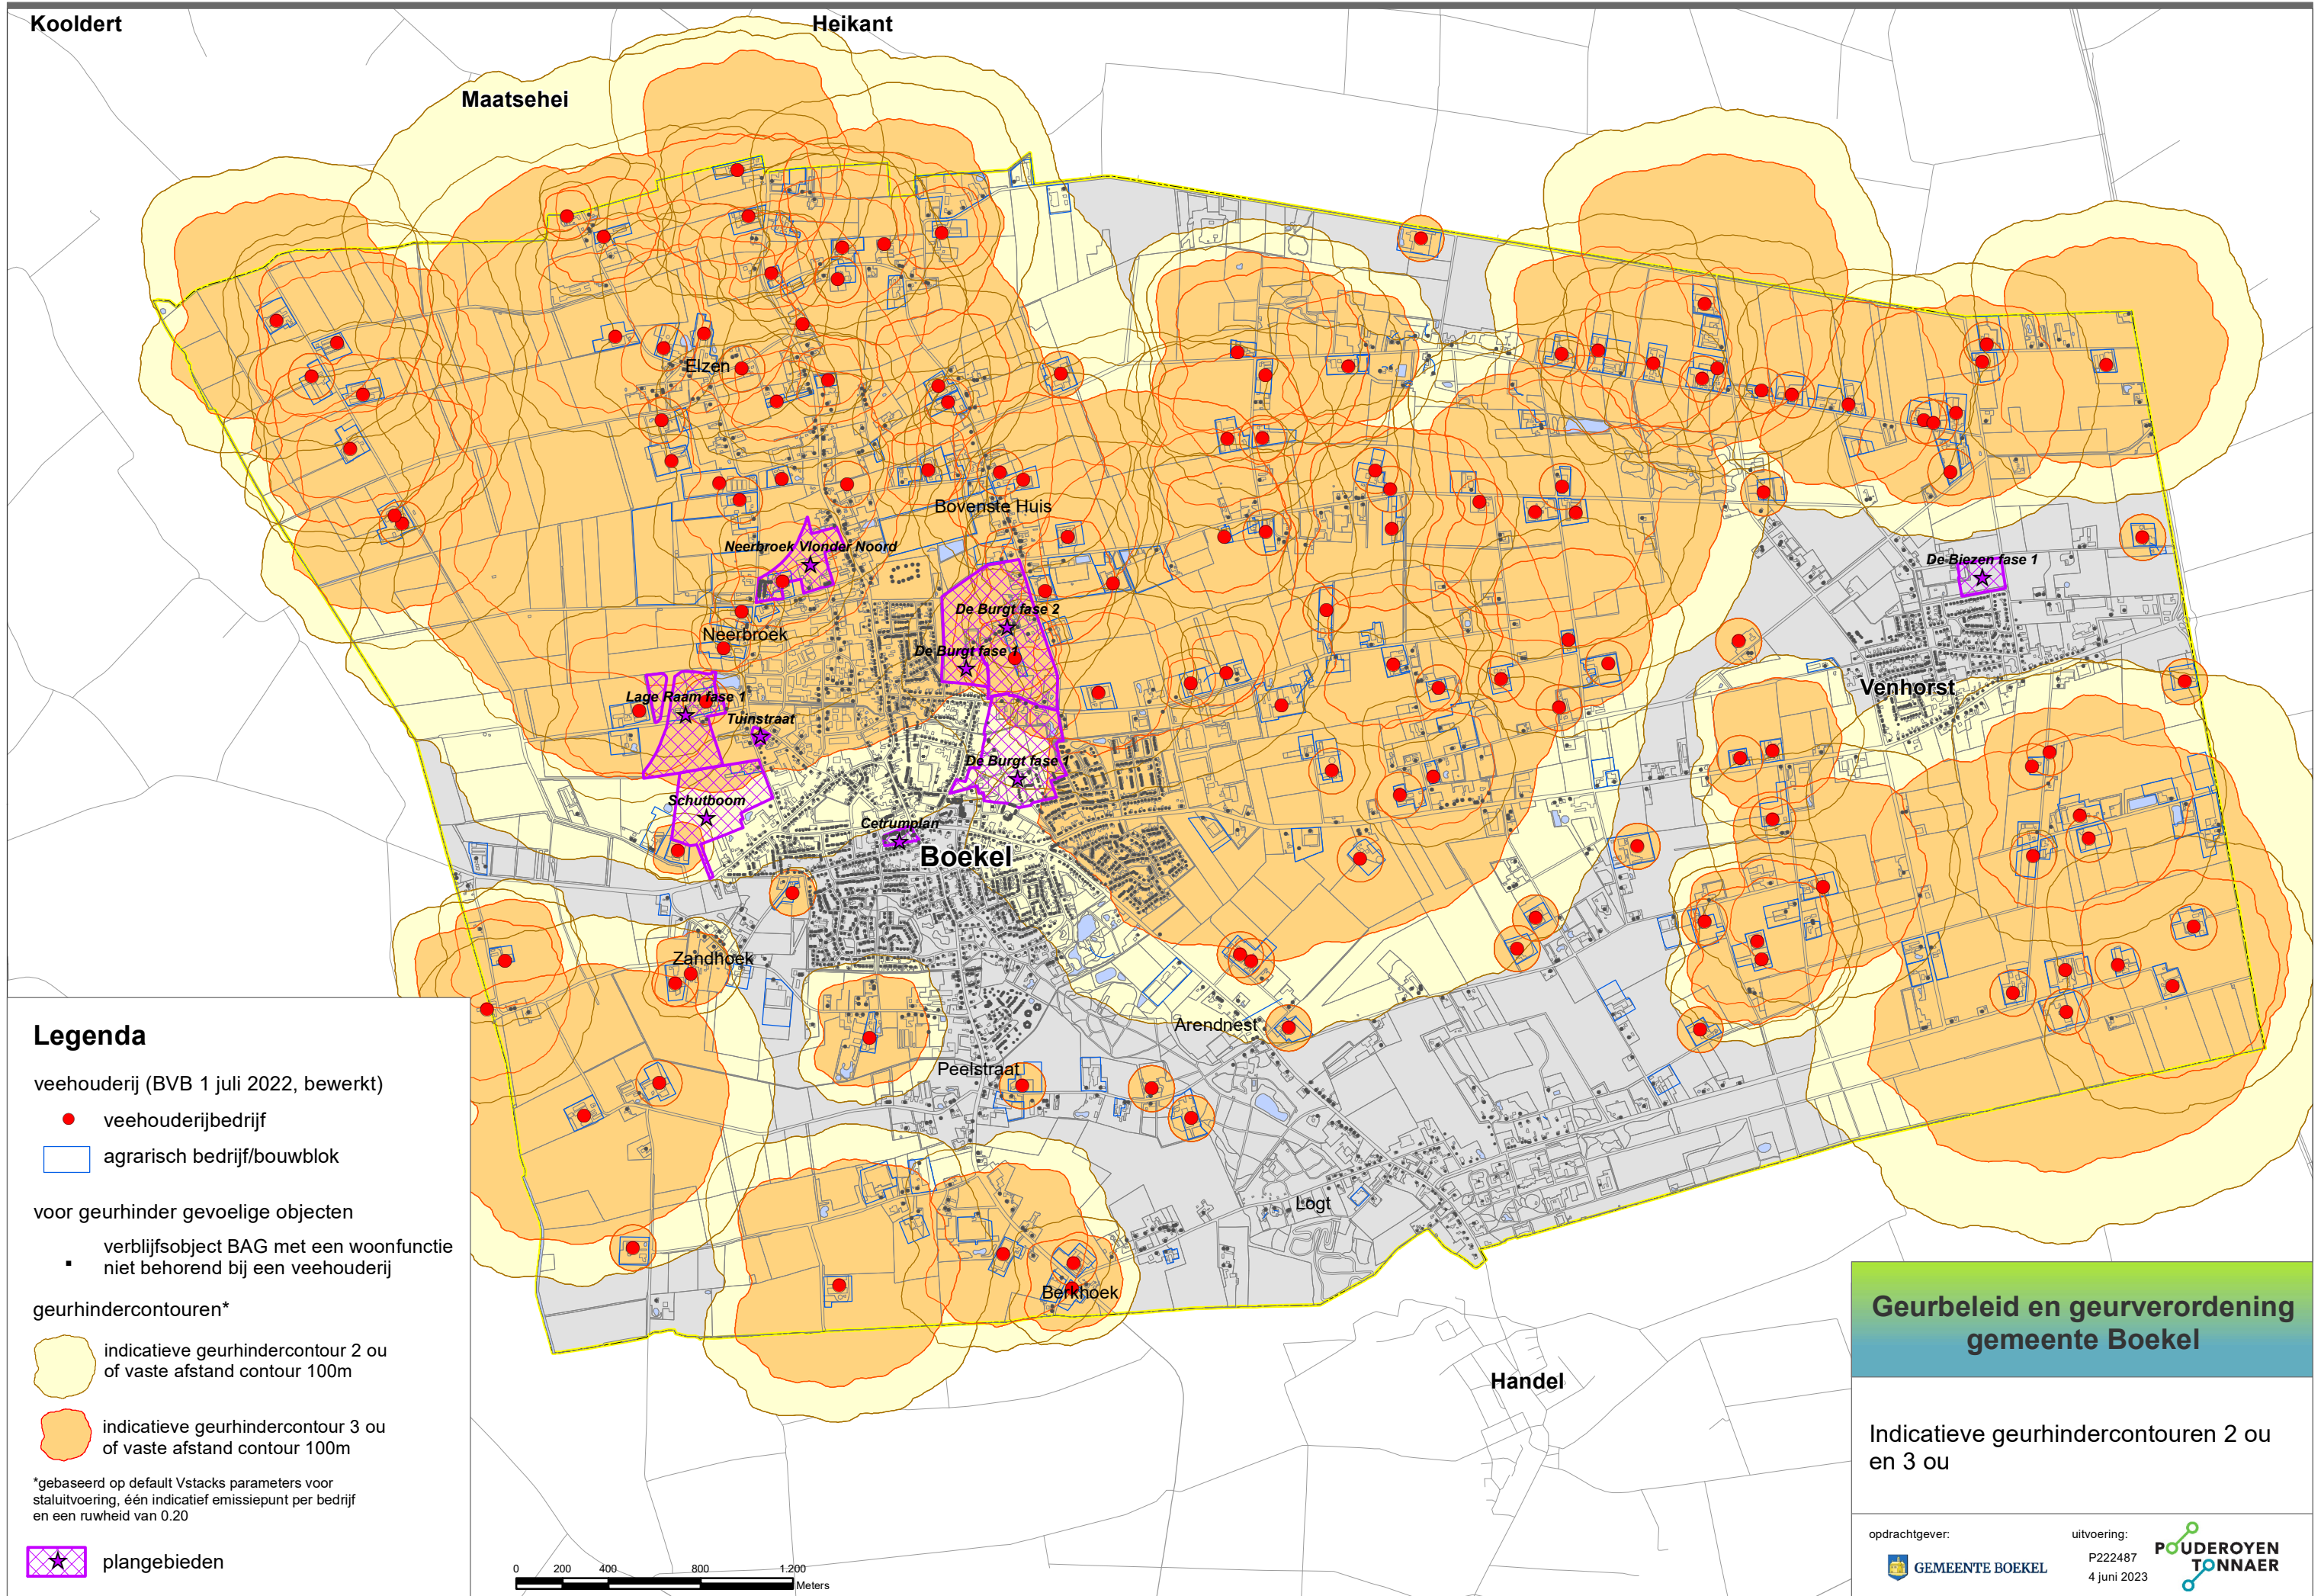 Kooldert
Heikant
Maatsehei
Elzen
Bovenste Huis
Neerbroek Vlonder Noord
De Biezen fase 1
De Burgt fase 2
Neerbroek
De Burgt fase 1
Venhorst
Lage Raam fase 1
Tuinstraat
De Burgt fase 1
Schutboom
Cetrumplan
Boekel
Zandhoek
Arendnest
Peelstraat
Logt
Berkhoek
Handel
Legenda
veehouderij (BVB 1 juli 2022, bewerkt)
veehouderijbedrijf
agrarisch bedrijf/bouwblok
voor geurhinder gevoelige objecten
verblijfsobject BAG met een woonfunctie
niet behorend bij een veehouderij
geurhindercontouren*
indicatieve geurhindercontour 2 ou
of vaste afstand contour 100m
indicatieve geurhindercontour 3 ou
of vaste afstand contour 100m
*gebaseerd op default Vstacks parameters voor
staluitvoering, één indicatief emissiepunt per bedrijf
en een ruwheid van 0.20
plangebieden
0 200 400 800 1.200
Meters
Geurbeleid en geurverordening
gemeente Boekel
Indicatieve geurhindercontouren 2 ou
en 3 ou
opdrachtgever:
GEMEENTE BOEKEL
uitvoering:
P222487
4 juni 2023
POUDEROYEN
TONNAER